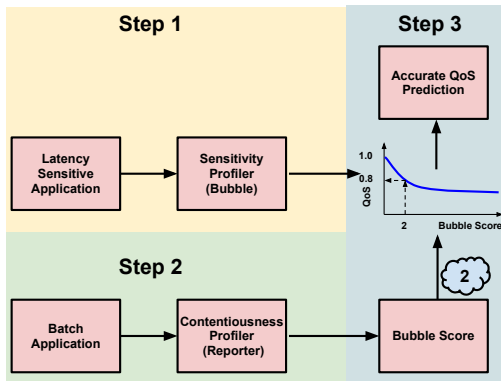 Step 1
Step 3
Accurate QoS
Prediction
Latency
Sensitive
Application
Sensitivity
Profiler
(Bubble)
1.0
0.8
QoS
2
Bubble Score
Step 2
2
Batch
Application
Contentiousness
Profiler
(Reporter)
Bubble Score